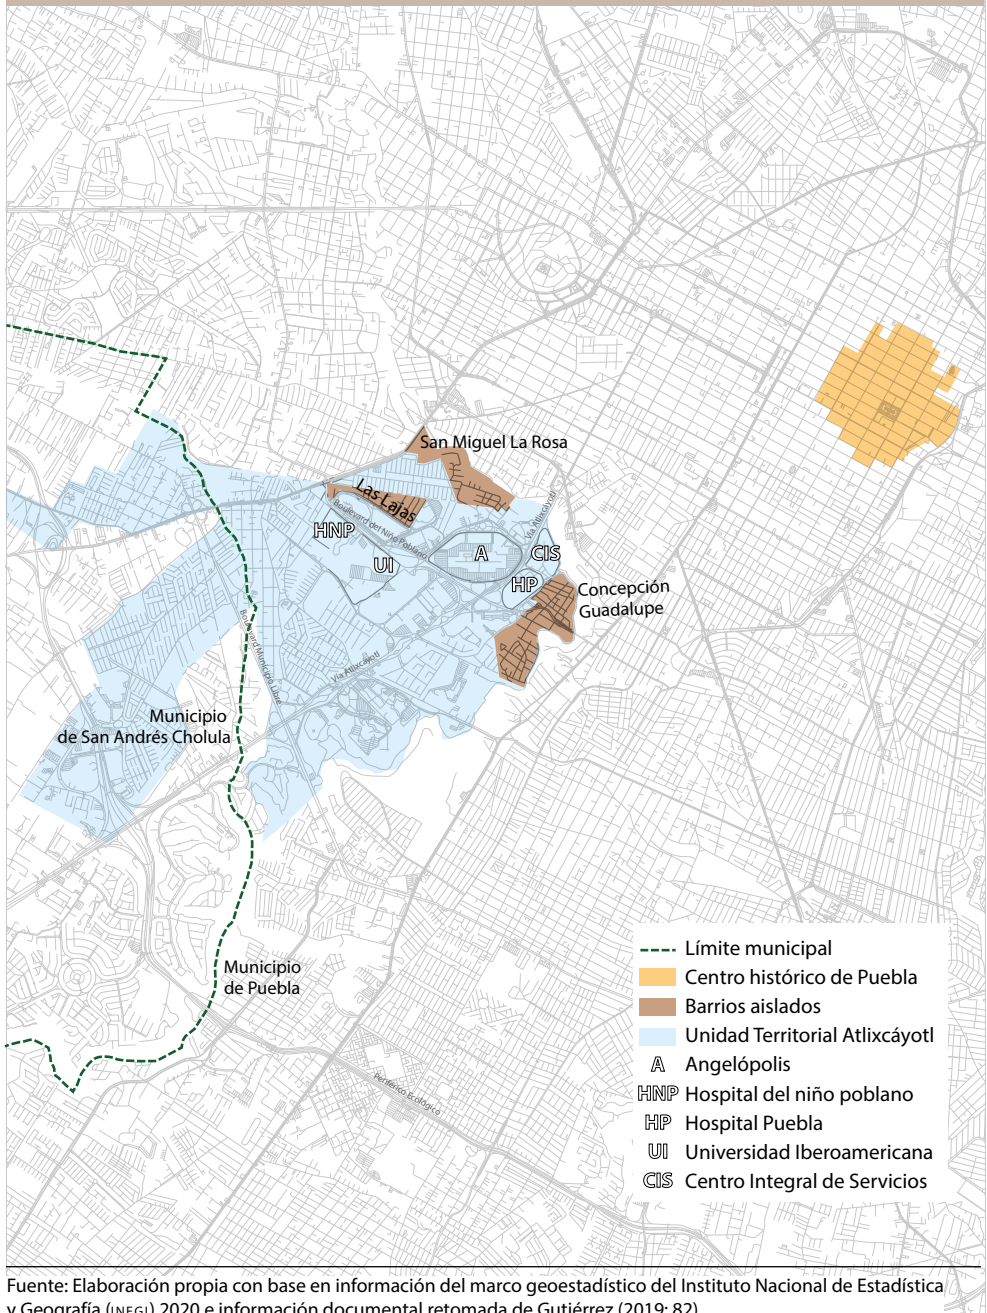 San Miguel La Rosa
Las Lajas
Boulevard del Niño Poblano
Vía Atlixcáyotl
HNP
UI
A
CIS
HP
Concepción
Guadalupe
Boulevard Municipio Libre
Vía Atlixcáyotl
Municipio
de San Andrés Cholula
Municipio
de Puebla
Periférico Ecológico
Límite municipal
Centro histórico de Puebla
Barrios aislados
Unidad Territorial Atlixcáyotl
A Angelópolis
HNP Hospital del niño poblano
HP Hospital Puebla
UI Universidad Iberoamericana
CIS Centro Integral de Servicios
Fuente: Elaboración propia con base en información del marco geoestadístico del Instituto Nacional de Estadística
y Geografía (INEGI) 2020 e información documental retomada de Gutiérrez (2019: 82)